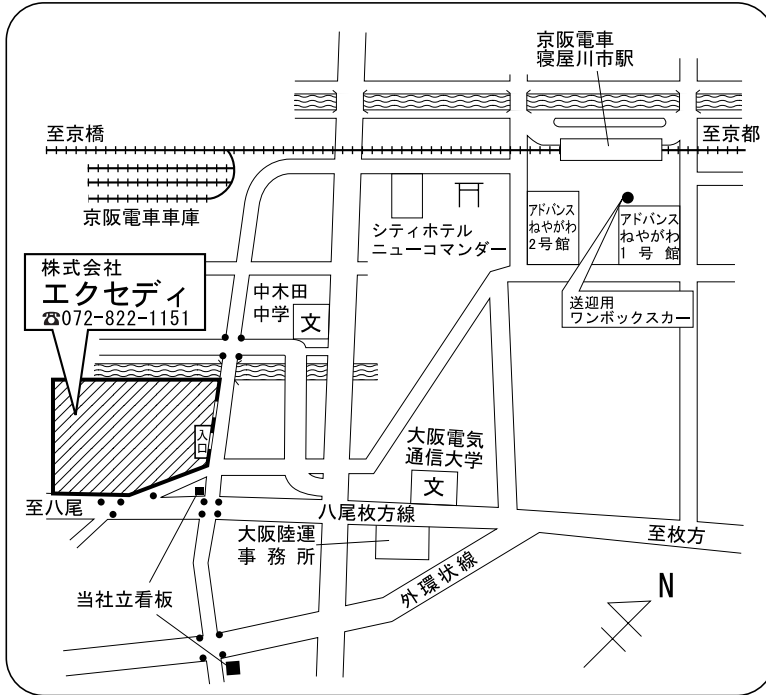 京阪電車
寝屋川市駅
至京橋
至京都
京阪電車車庫
シティホテル
ニューコマンダー
アドバンス
ねやがわ
2号館
アドバンス
ねやがわ
1号館
株式会社
エクセディ
☎072-822-1151
中木田
中学
文
送迎用
ワンボックスカー
入口
大阪電気
通信大学
文
至八尾
八尾枚方線
大阪陸運
事務所
至枚方
外環状線
当社立看板
N